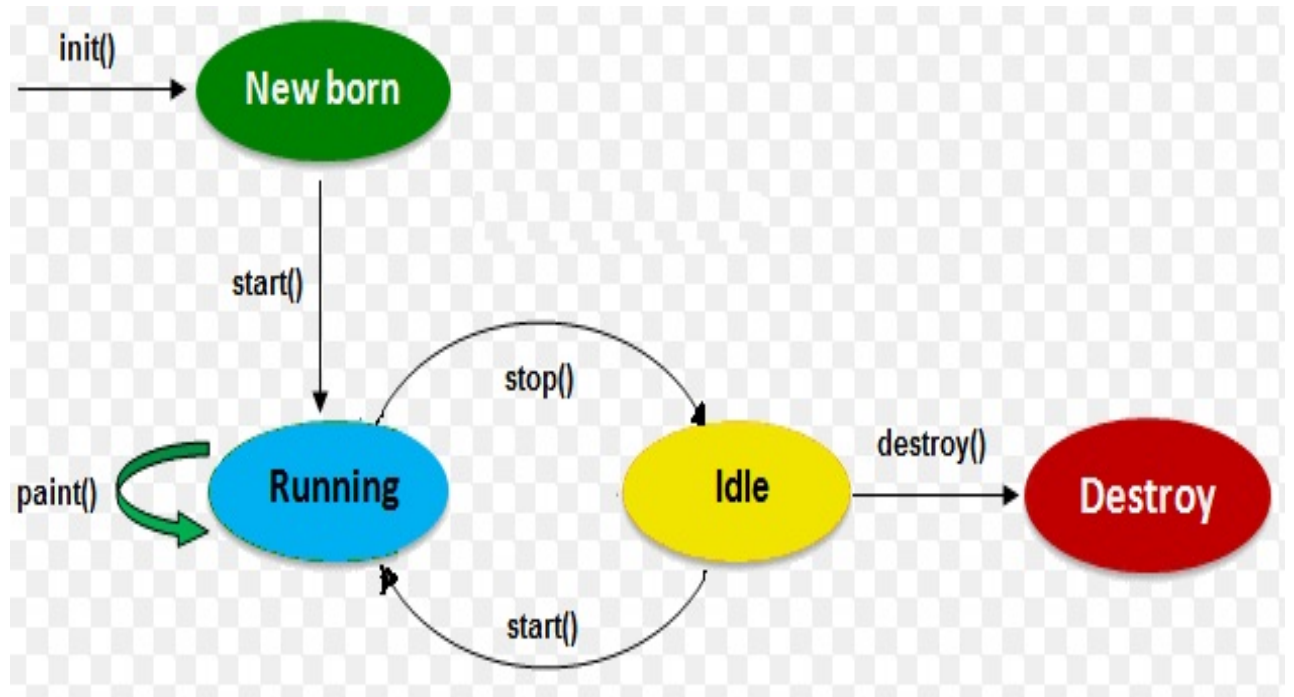 init()
New born
start()
stop()
destroy()
paint()
Running
Idle
Destroy
start()